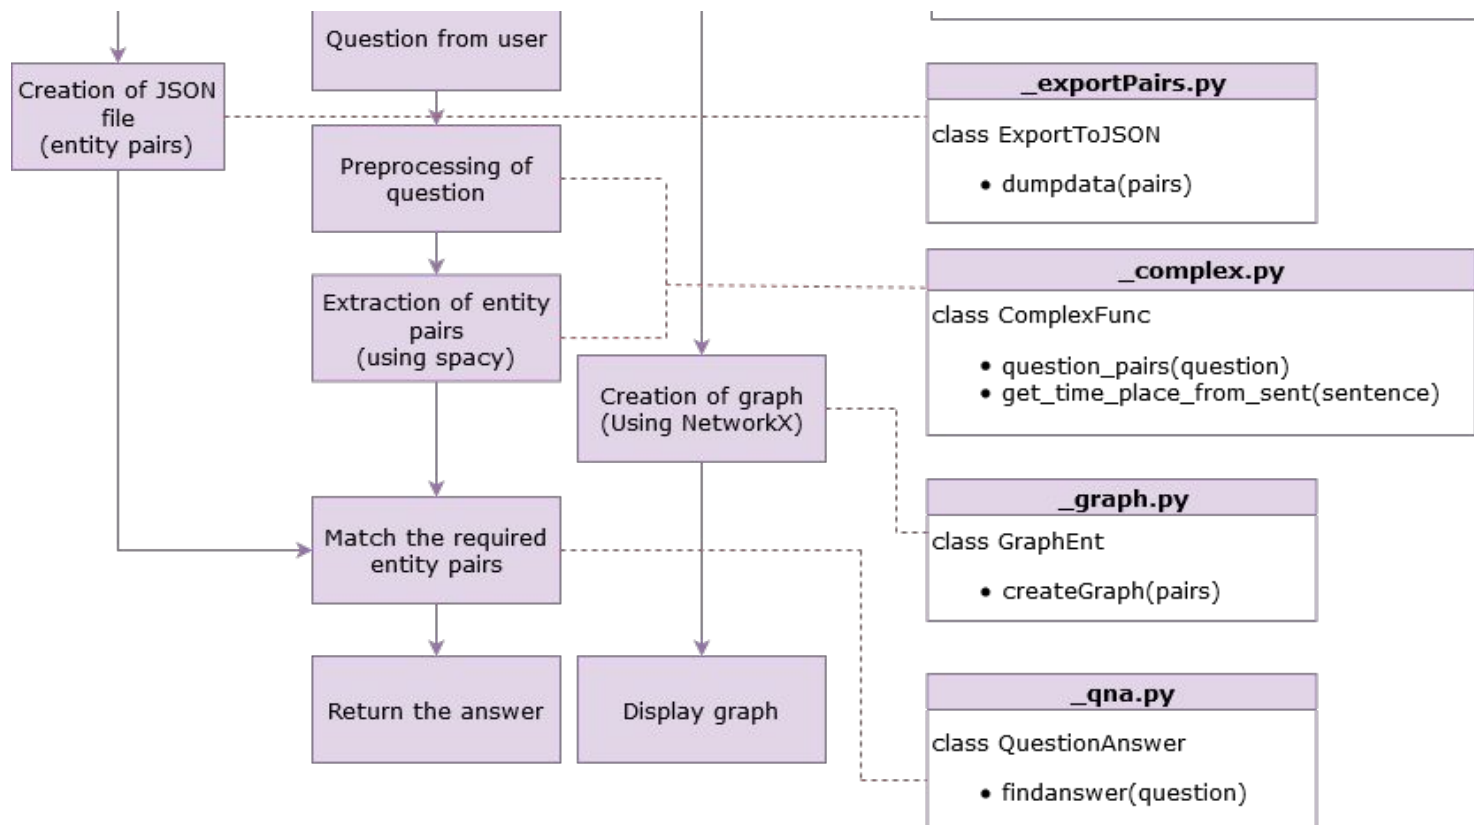 Question from user
Creation of JSON
file
(entity pairs)
Preprocessing of
question
Extraction of entity
pairs
(using spacy)
Creation of graph
(Using NetworkX)
Match the required
entity pairs
Return the answer
Display graph
_exportPairs.py
class ExportToJSON
• dumpdata(pairs)
_complex.py
class ComplexFunc
• question_pairs(question)
• get_time_place_from_sent(sentence)
_graph.py
class GraphEnt
• createGraph(pairs)
_qna.py
class QuestionAnswer
• findanswer(question)